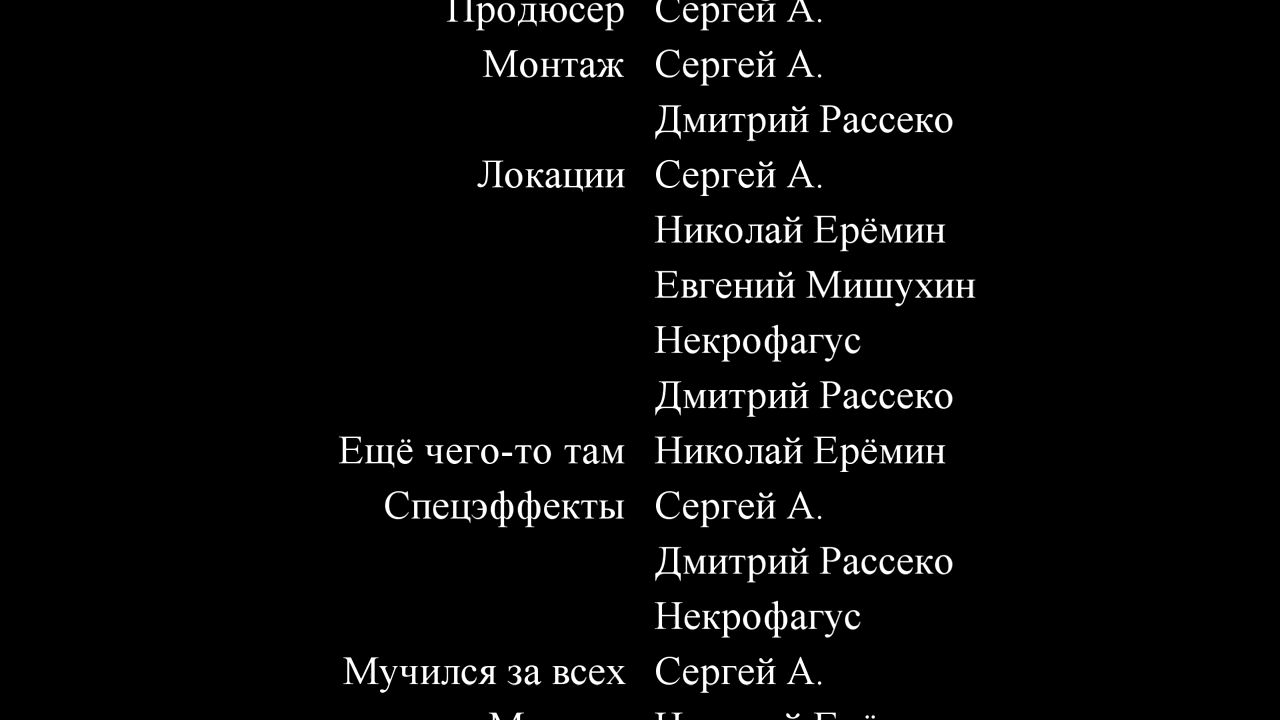 Продюсер Сергей А.
Монтаж Сергей А.
Дмитрий Рассеко
Локации Сергей А.
Николай Ерёмин
Евгений Мишухин
Некрофагус
Дмитрий Рассеко
Ещё чего-то там Николай Ерёмин
Спецэффекты Сергей А.
Дмитрий Рассеко
Некрофагус
Мучился за всех Сергей А.